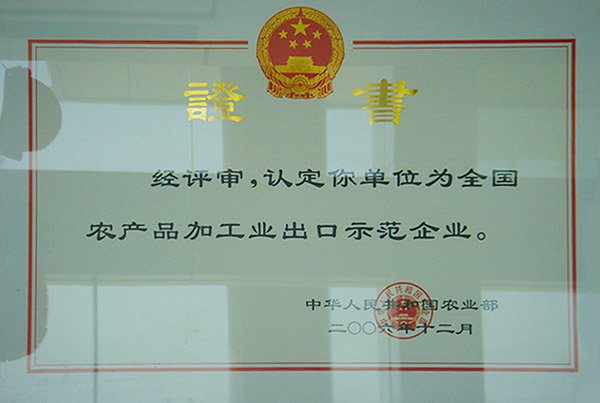 證書
经评审,认定你单位为全国
农产品加工业出口示范企业。
中华人民共和国农业部
二〇〇六年十二月